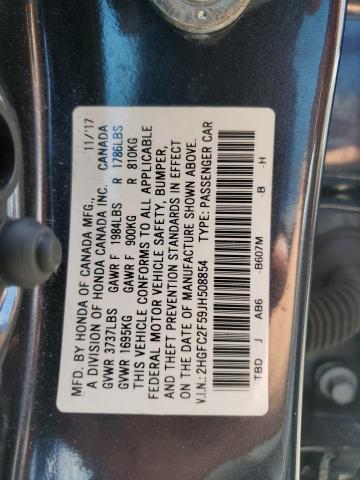 MFD. BY HONDA OF CANADA MFG., 11/17
A DIVISION OF HONDA CANADA INC. CANADA
GVWR 3737LBS GAWR F 1984LBS R 1786LBS
GVWR 1695KG GAWR F 900KG R 810KG
THIS VEHICLE CONFORMS TO ALL APPLICABLE
FEDERAL MOTOR VEHICLE SAFETY, BUMPER,
AND THEFT PREVENTION STANDARDS IN EFFECT
ON THE DATE OF MANUFACTURE SHOWN ABOVE.
V.I.N.: 2HGFC2F59JH508854 TYPE: PASSENGER CAR
TBD J AB6 -B607M -B -H